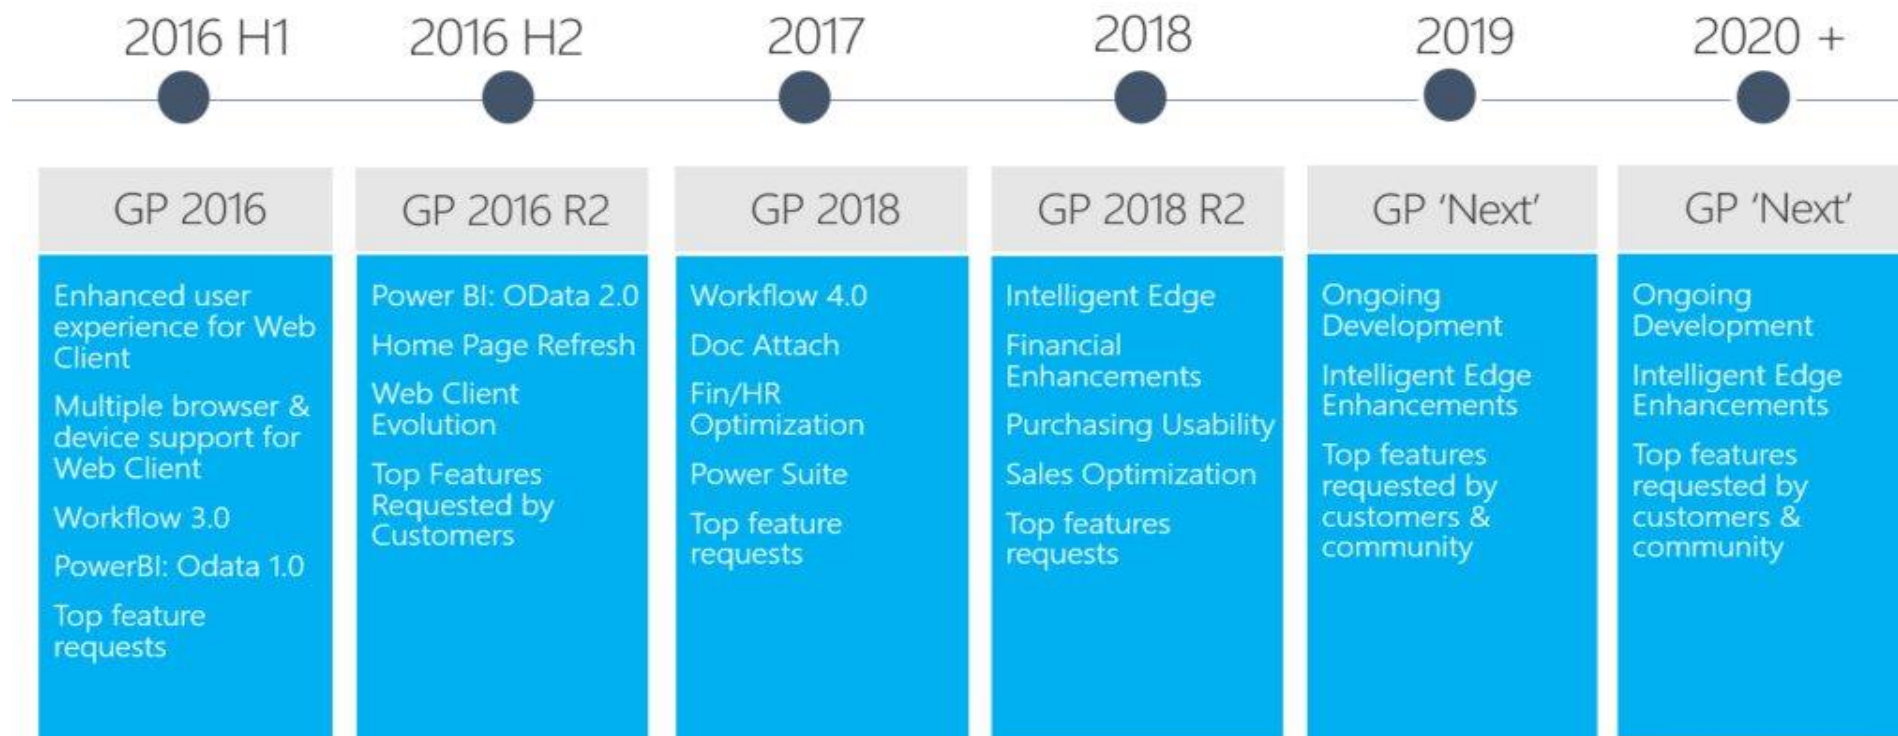 2016 H1
2016 H2
2017
2018
2019
2020 +
GP 2016
Enhanced user
experience for Web
Client
Multiple browser &
device support for
Web Client
Workflow 3.0
PowerBI: Odata 1.0
Top feature
requests
GP 2016 R2
Power BI: OData 2.0
Home Page Refresh
Web Client
Evolution
Top Features
Requested by
Customers
GP 2018
Workflow 4.0
Doc Attach
Fin/HR
Optimization
Power Suite
Top feature
requests
GP 2018 R2
Intelligent Edge
Financial
Enhancements
Purchasing Usability
Sales Optimization
Top features
requests
GP 'Next'
Ongoing
Development
Intelligent Edge
Enhancements
Top features
requested by
customers &
community
GP 'Next'
Ongoing
Development
Intelligent Edge
Enhancements
Top features
requested by
customers &
community